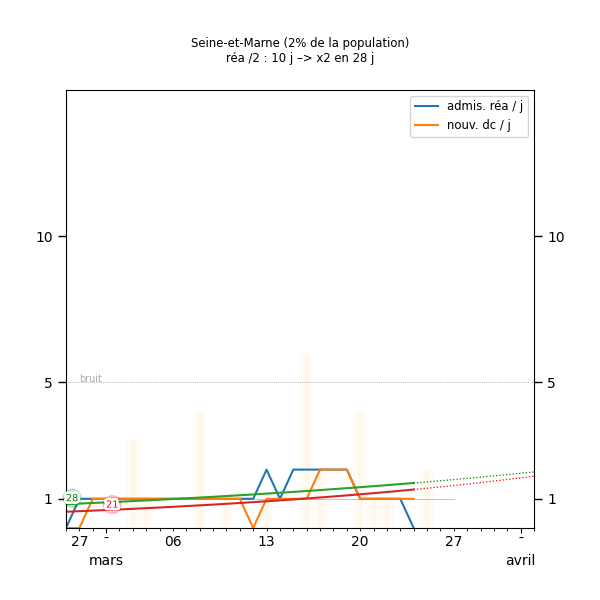 Seine-et-Marne (2% de la population)
réa /2 : 10 j –> x2 en 28 j
admis. réa / j
nouv. dc / j
10 10
bruit
5 5
28
21
1 1
27 - 06 13 20 27 -
mars avril